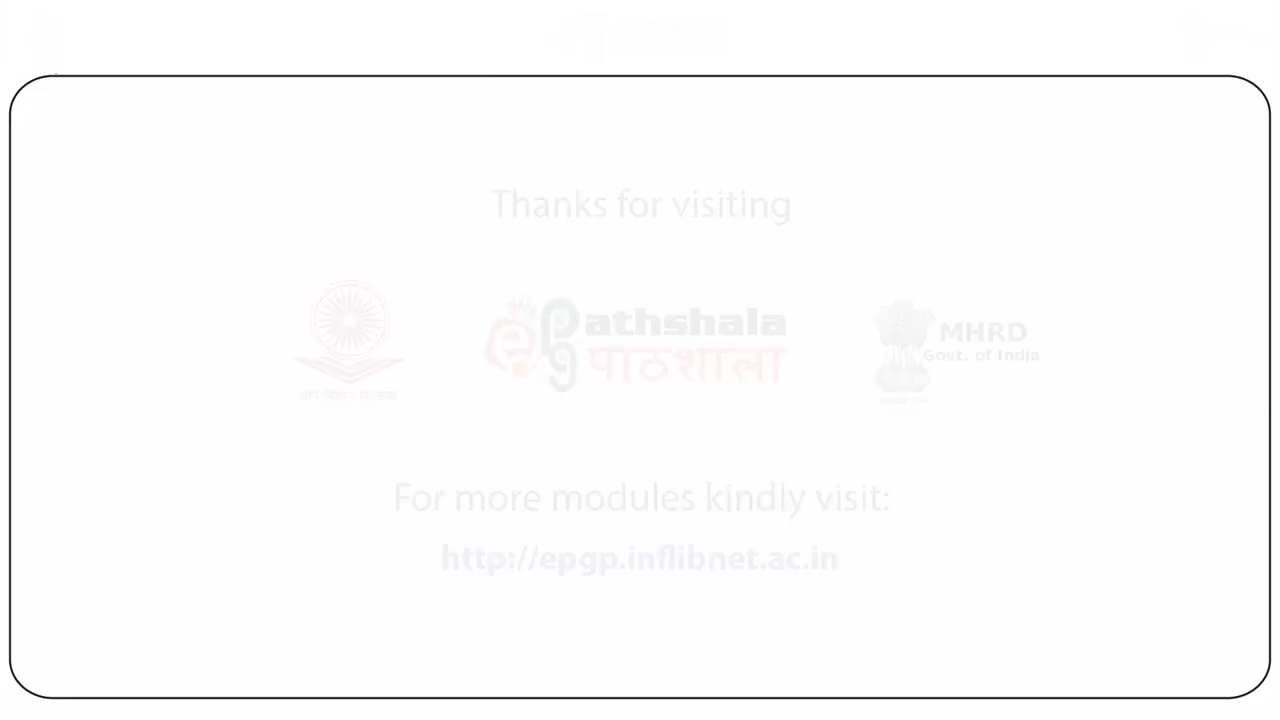 Thanks for visiting
epg athshala
पाठशाला
MHRD
Govt. of India
For more modules kindly visit:
http://epgp.inflibnet.ac.in